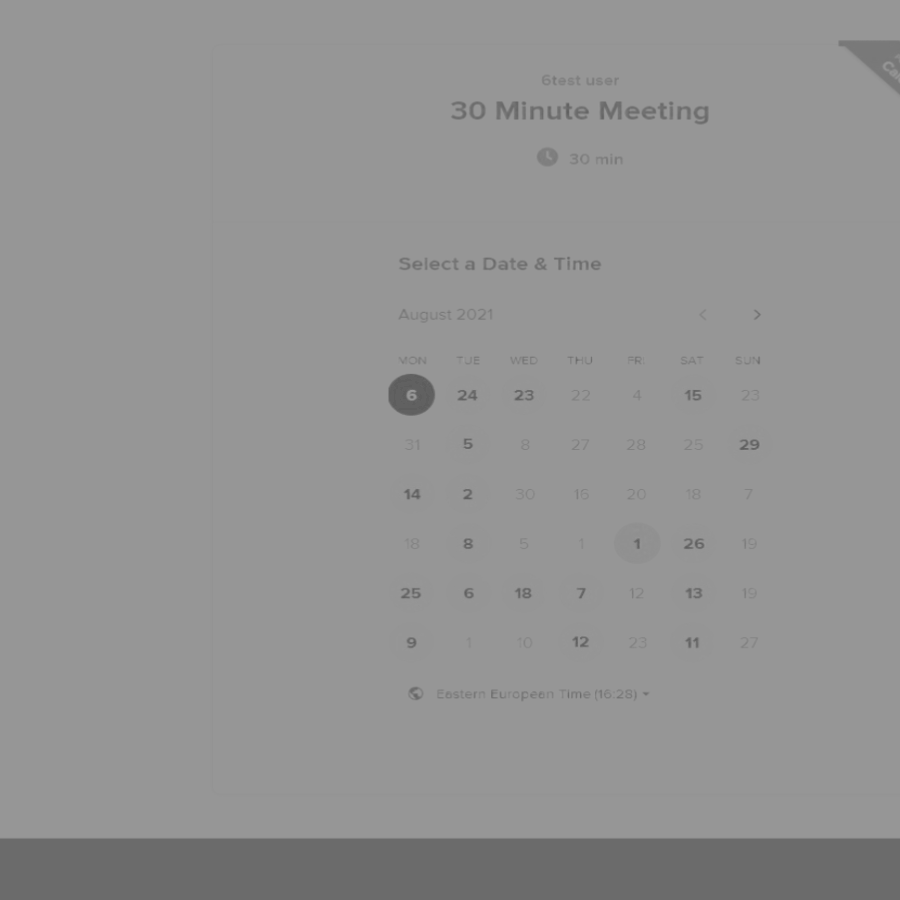 6test user
30 Minute Meeting
30 min
Select a Date & Time
August 2021
MON TUE WED THU FRI SAT SUN
6 24 23 22 4 15 23
31 5 8 27 28 25 29
14 2 30 16 20 18 7
18 8 5 1 1 26 19
25 6 18 7 12 13 19
9 1 10 12 23 11 27
Eastern European Time (16:28)